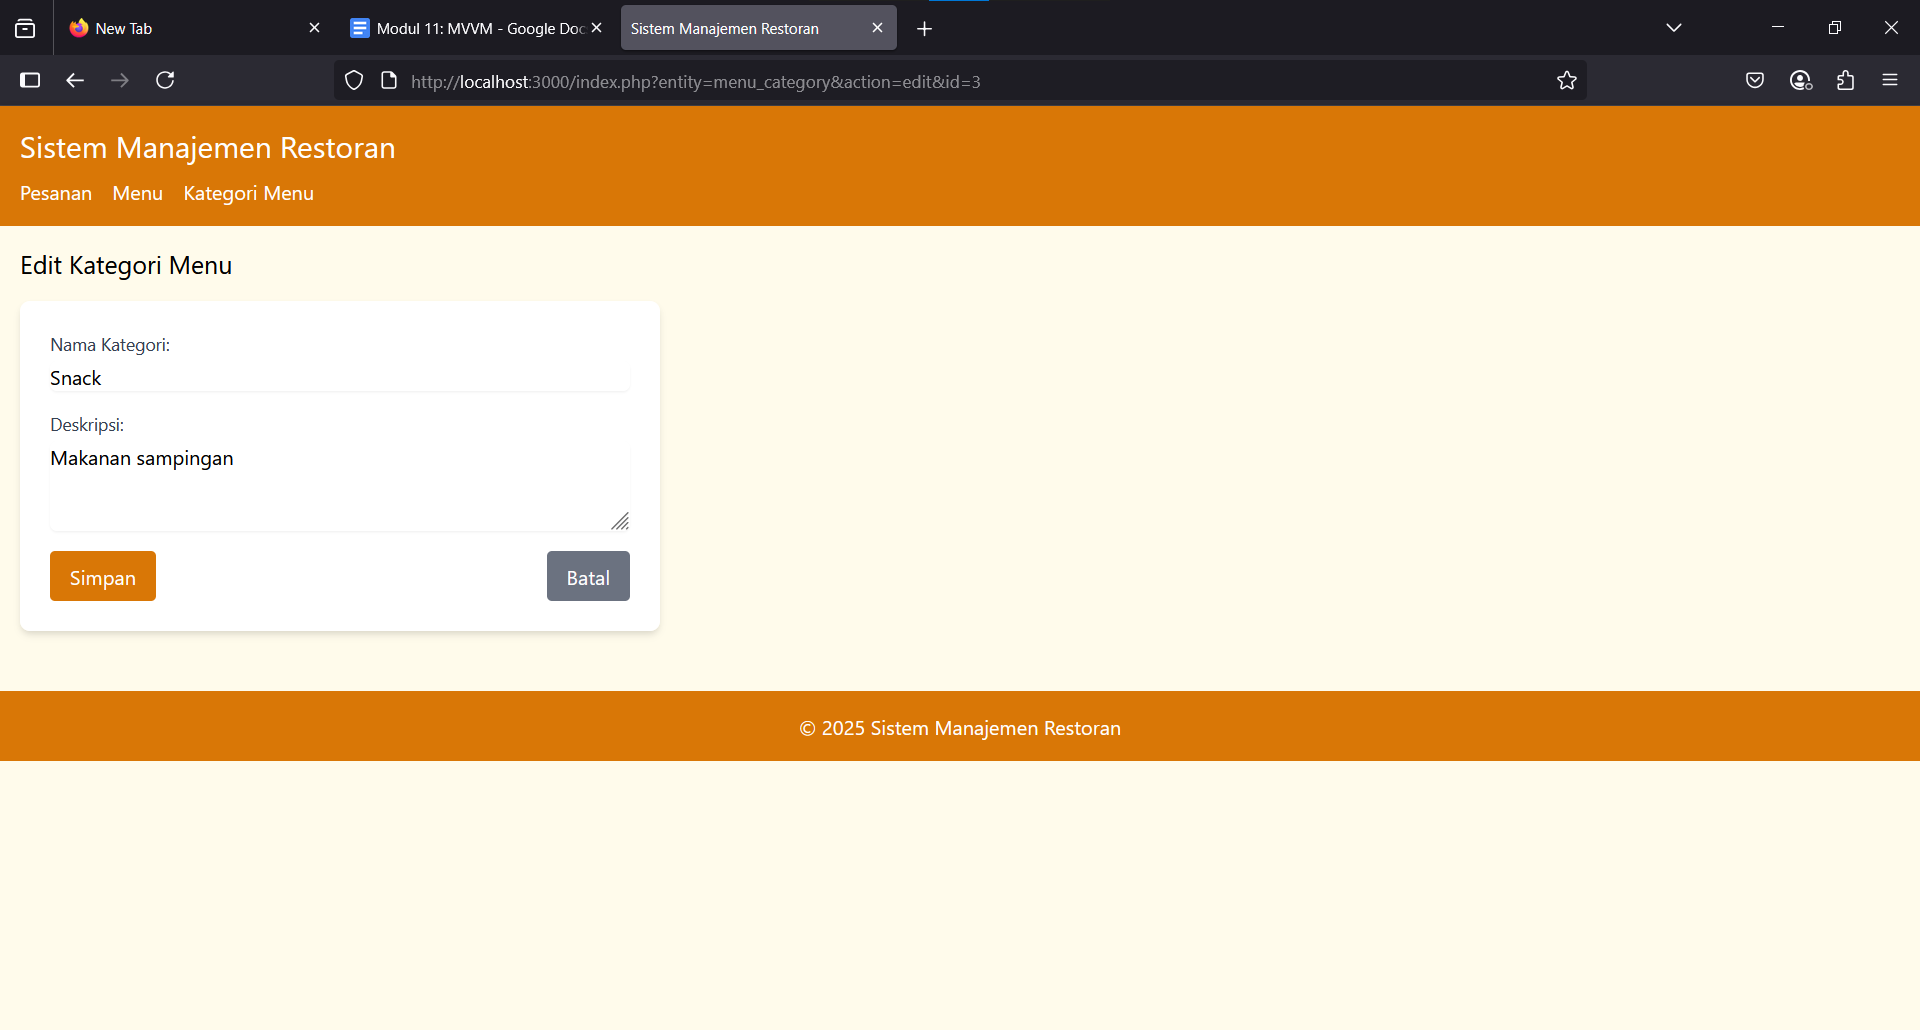 New Tab
Modul 11: MVVM - Google Doc
Sistem Manajemen Restoran
http://localhost:3000/index.php?entity=menu_category&action=edit&id=3
Sistem Manajemen Restoran
Pesanan Menu Kategori Menu
Edit Kategori Menu
Nama Kategori:
Snack
Deskripsi:
Makanan sampingan
Simpan
Batal
© 2025 Sistem Manajemen Restoran